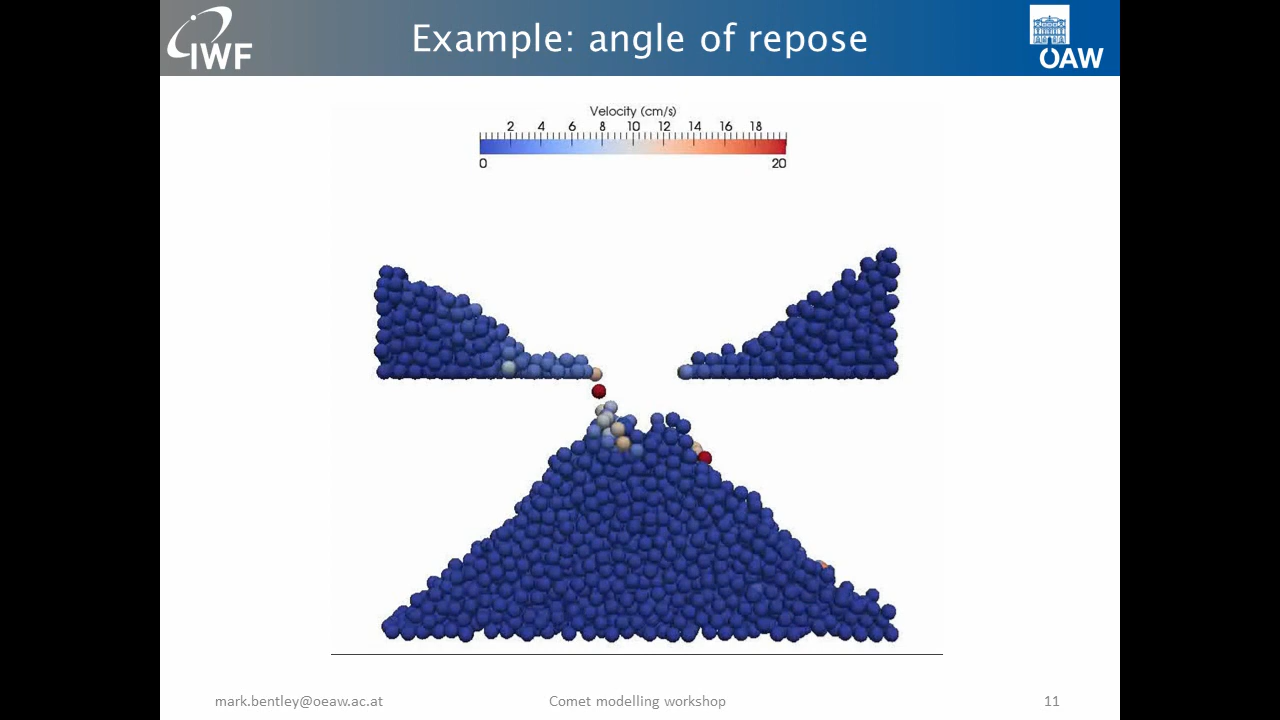 IWF
Example: angle of repose
ÖAW
Velocity (cm/s)
2 4 6 8 10 12 14 16 18
0 20
mark.bentley@oeaw.ac.at
Comet modelling workshop
11